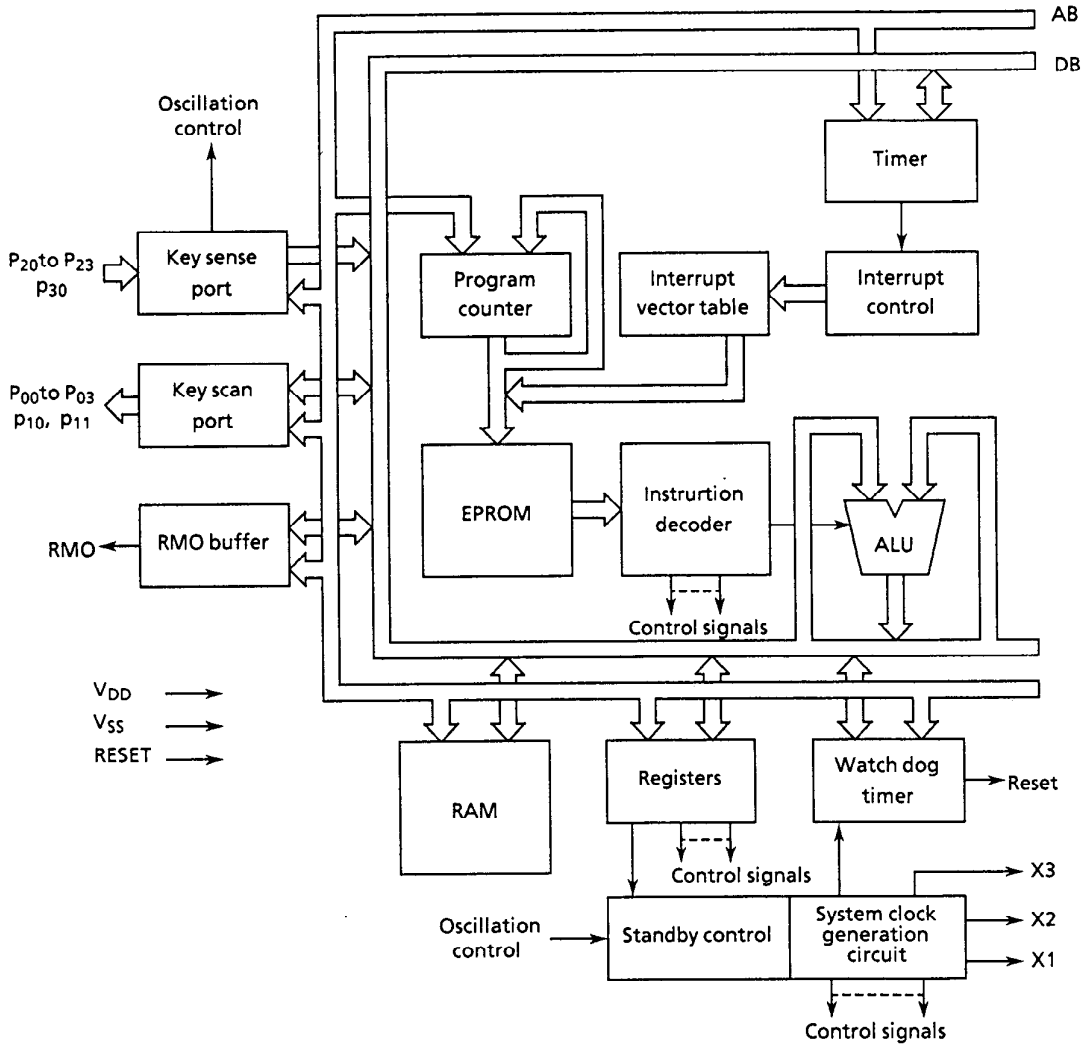 AB
DB
Oscillation
control
Timer
P20 to P23
p30
Key sense
port
Program
counter
Interrupt
vector table
Interrupt
control
P00 to P03
p10, p11
Key scan
port
EPROM
Instrurtion
decoder
ALU
RMO
RMO buffer
Control signals
VDD
VSS
RESET
RAM
Registers
Watch dog
timer
Reset
Control signals
X3
Oscillation
control
Standby control
System clock
generation
circuit
X2
X1
Control signals